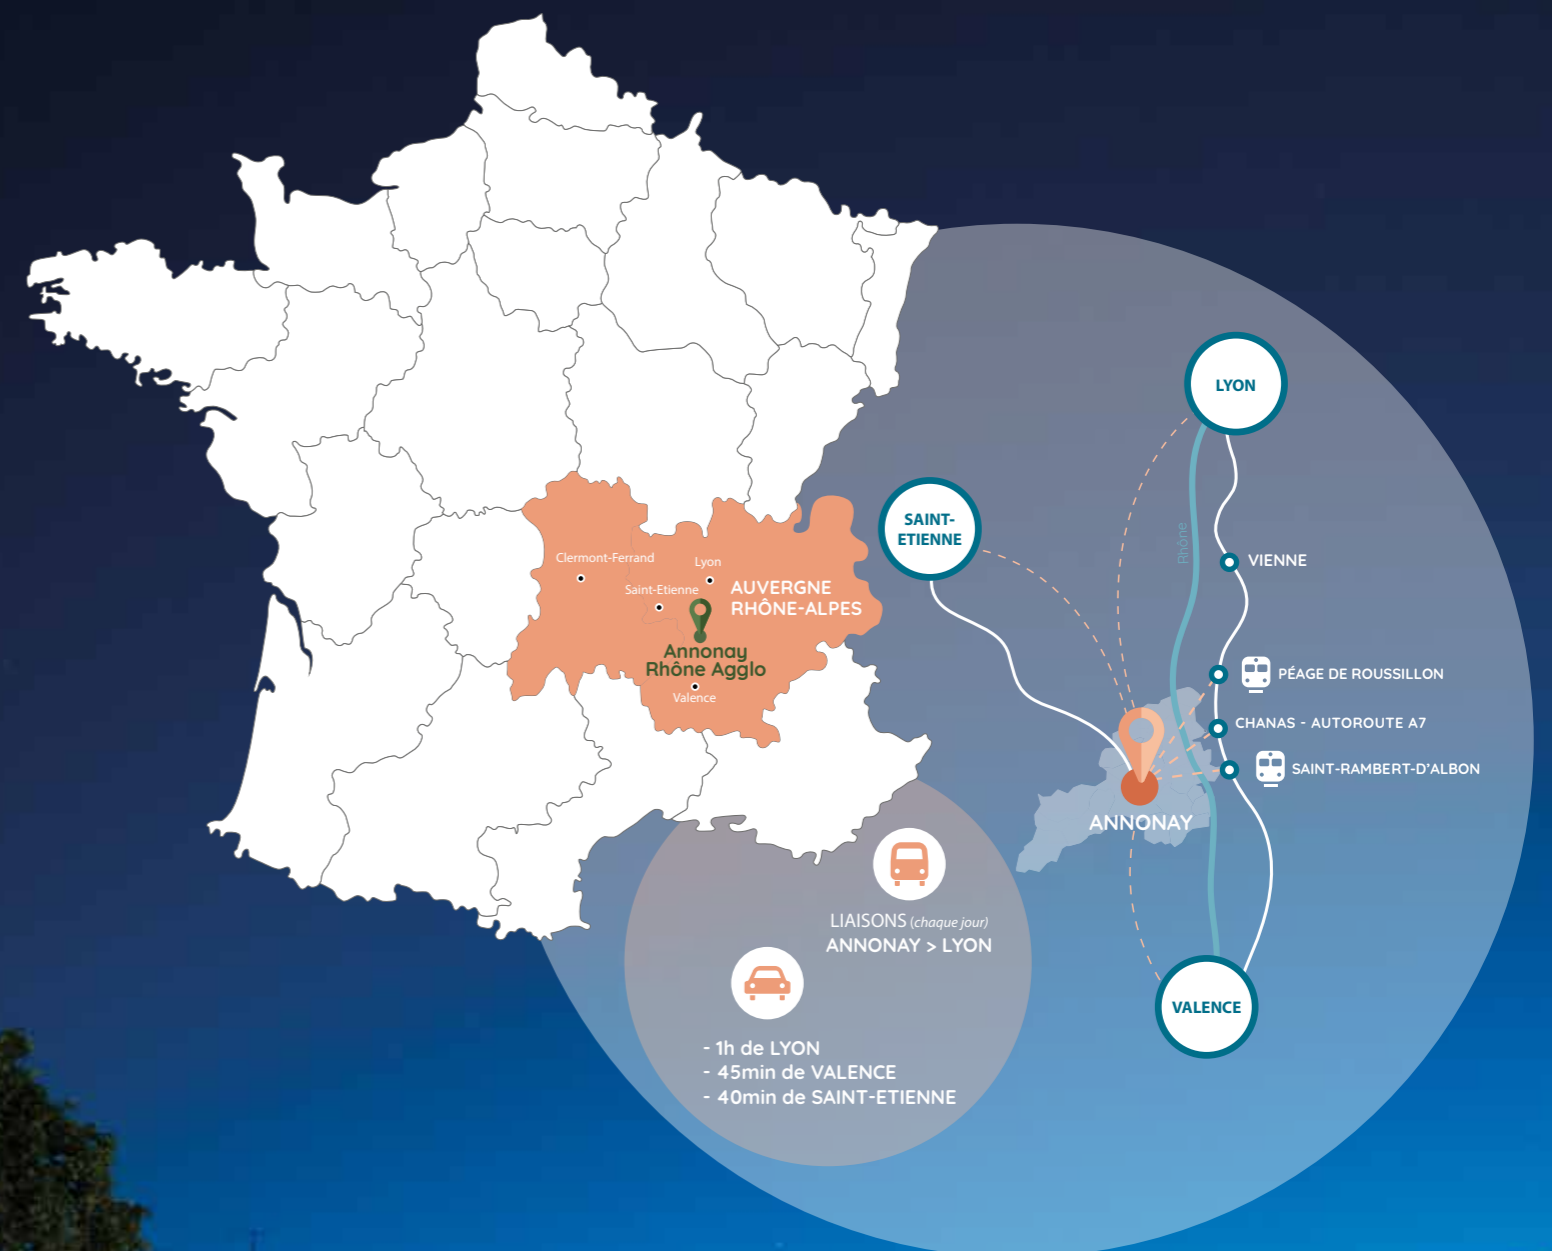 Clermont-Ferrand
Lyon
Saint-Etienne
AUVERGNE
RHÔNE-ALPES
Annonay
Rhône Agglo
Valence
LYON
SAINT-
ETIENNE
Rhône
VIENNE
PÉAGE DE ROUSSILLON
CHANAS - AUTOROUTE A7
SAINT-RAMBERT-D'ALBON
ANNONAY
VALENCE
LIAISONS (chaque jour)
ANNONAY > LYON
- 1h de LYON
- 45min de VALENCE
- 40min de SAINT-ETIENNE